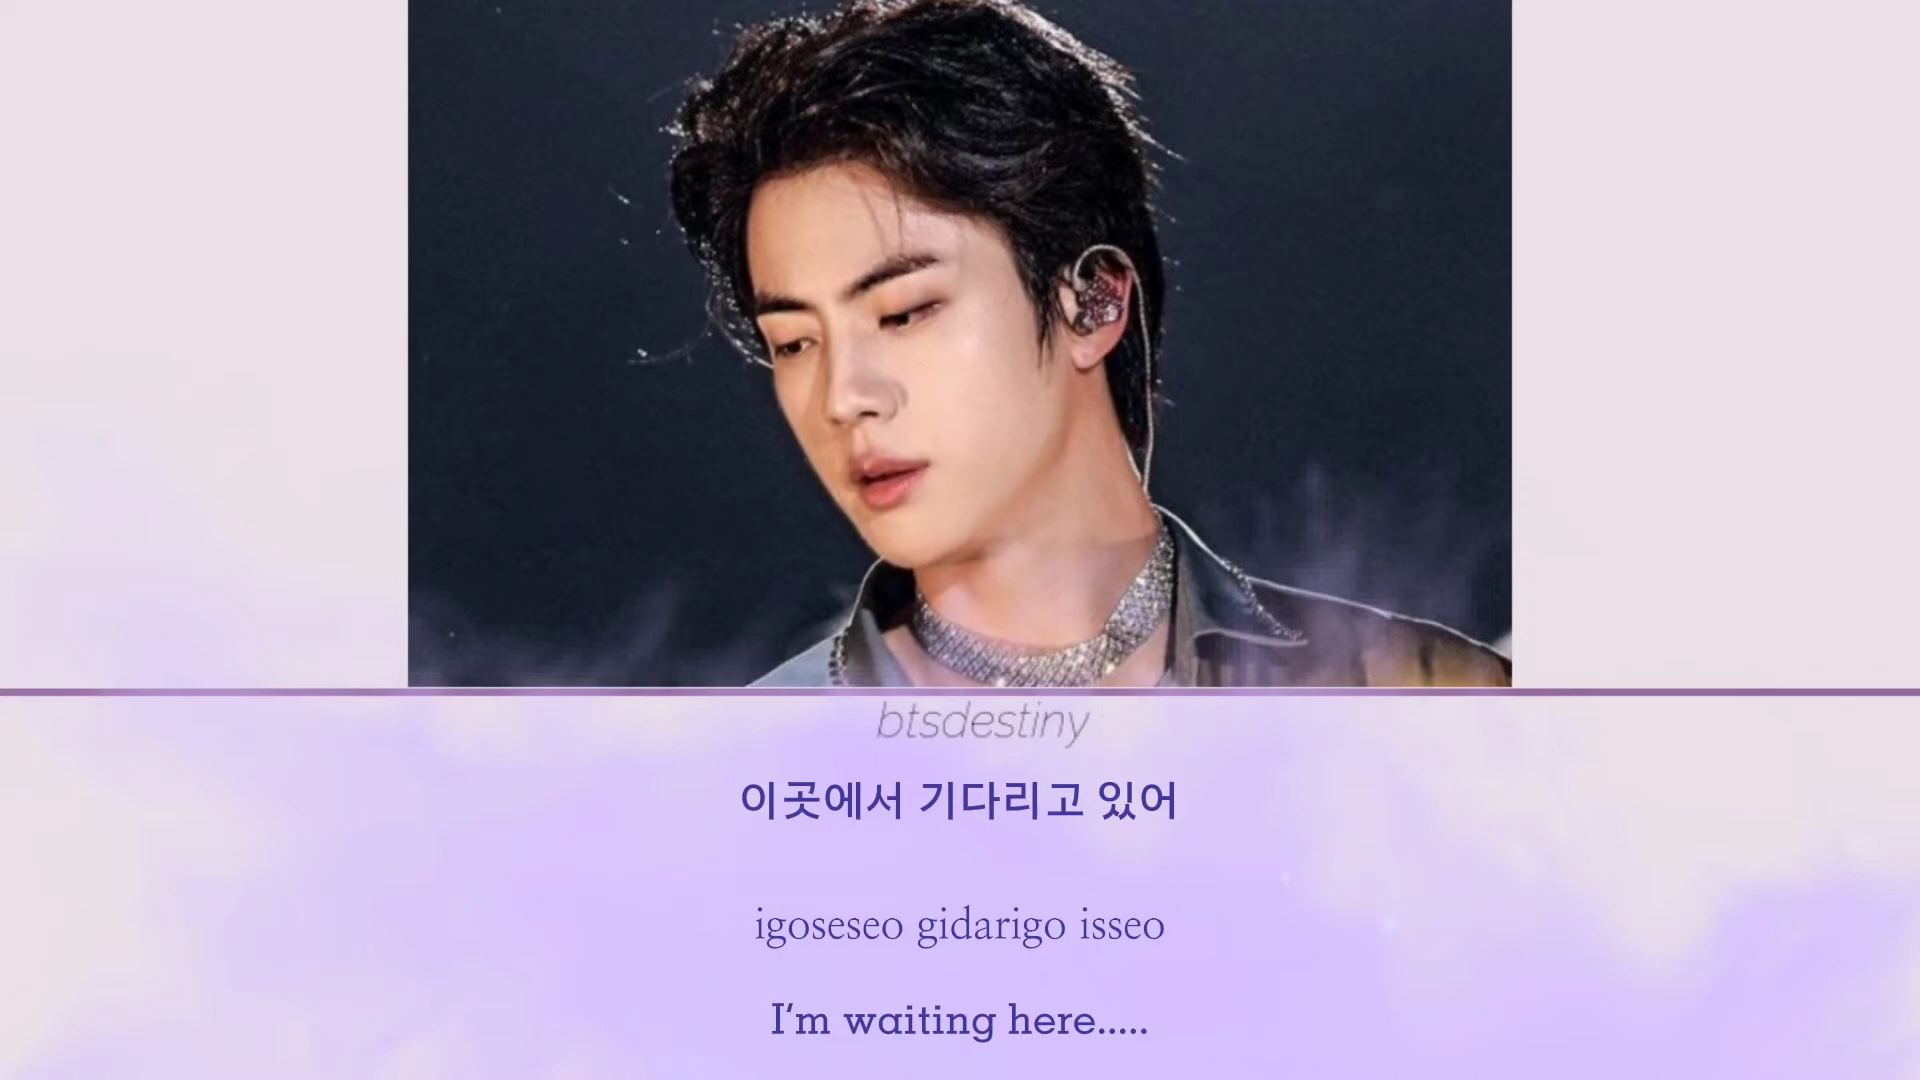 btsdestiny
이곳에서 기다리고 있어
igoseseo gidarigo isseo
I'm waiting here.....